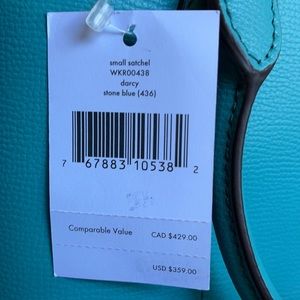 small satchel
WKR00438
darcy
stone blue (436)
7 67883 10538 2
Comparable Value CAD $429.00
USD $359.00